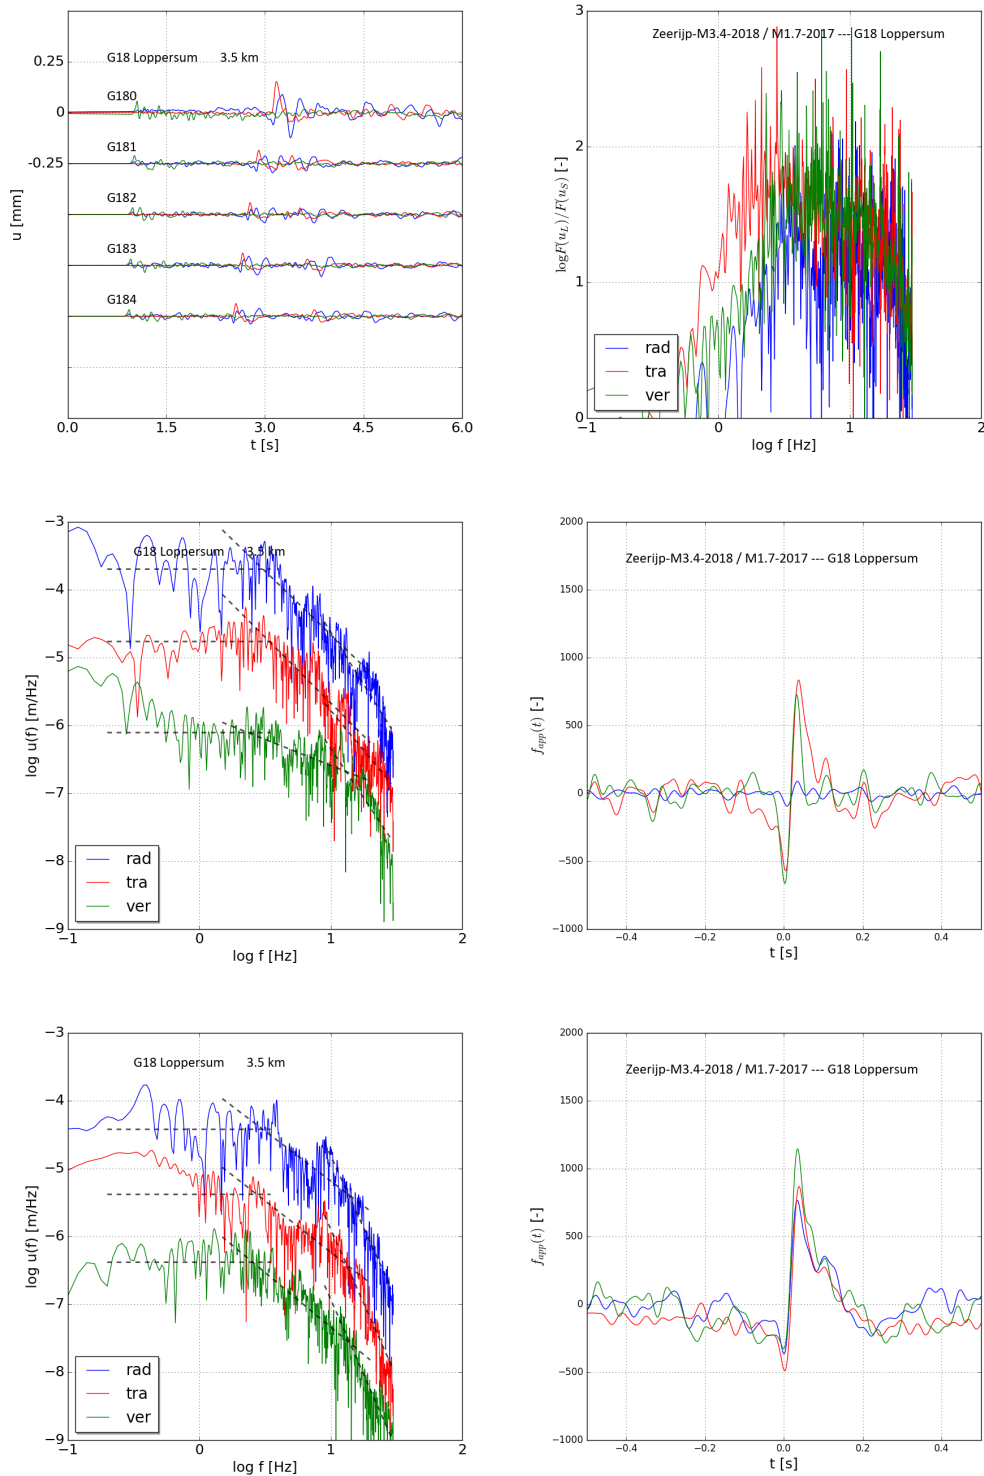 0.25
0
-0.25
u [mm]
G18 Loppersum 3.5 km
G180
G181
G182
G183
G184
0.0 1.5 3.0 4.5 6.0
t [s]
3
2
1
0
logF(u_L)/F(u_S) [-]
Zeerijp-M3.4-2018 / M1.7-2017 --- G18 Loppersum
rad
tra
ver
−1 0 1 2
log f [Hz]
−3
−4
−5
−6
−7
−8
−9
log u(f) [m/Hz]
G18 Loppersum 3.5 km
rad
tra
ver
−1 0 1 2
log f [Hz]
2000
1500
1000
500
0
−500
−1000
f_app(t) [-]
Zeerijp-M3.4-2018 / M1.7-2017 --- G18 Loppersum
−0.4 −0.2 0.0 0.2 0.4
t [s]
−3
−4
−5
−6
−7
−8
−9
log u(f) [m/Hz]
G18 Loppersum 3.5 km
rad
tra
ver
−1 0 1 2
log f [Hz]
2000
1500
1000
500
0
−500
−1000
f_app(t) [-]
Zeerijp-M3.4-2018 / M1.7-2017 --- G18 Loppersum
−0.4 −0.2 0.0 0.2 0.4
t [s]